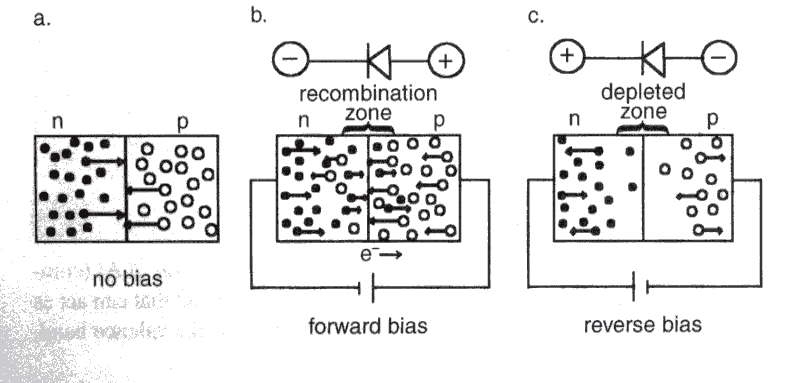 a.
n
p
no bias
b.
−
+
recombination
zone
n
p
e⁻→
forward bias
c.
+
−
depleted
zone
n
p
reverse bias